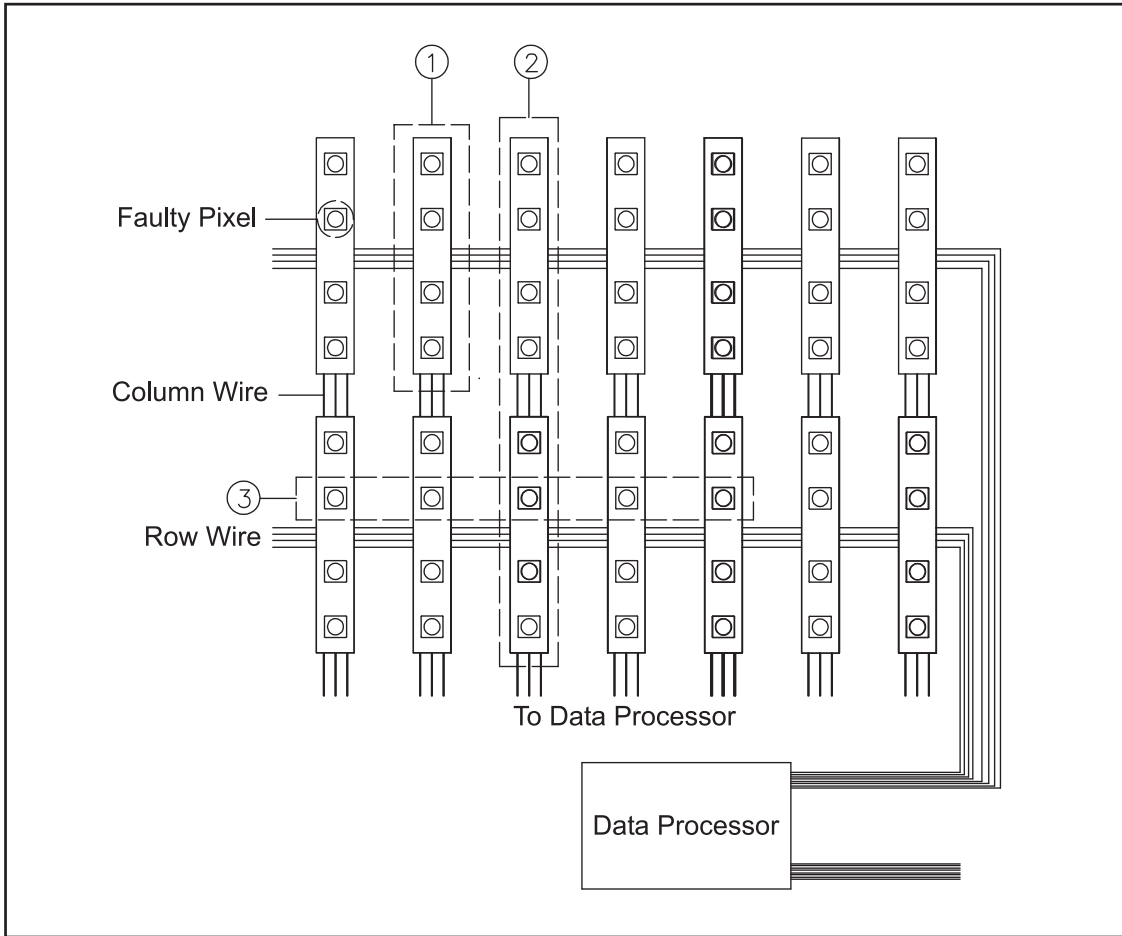 1
2
Faulty Pixel
Column Wire
3
Row Wire
To Data Processor
Data Processor